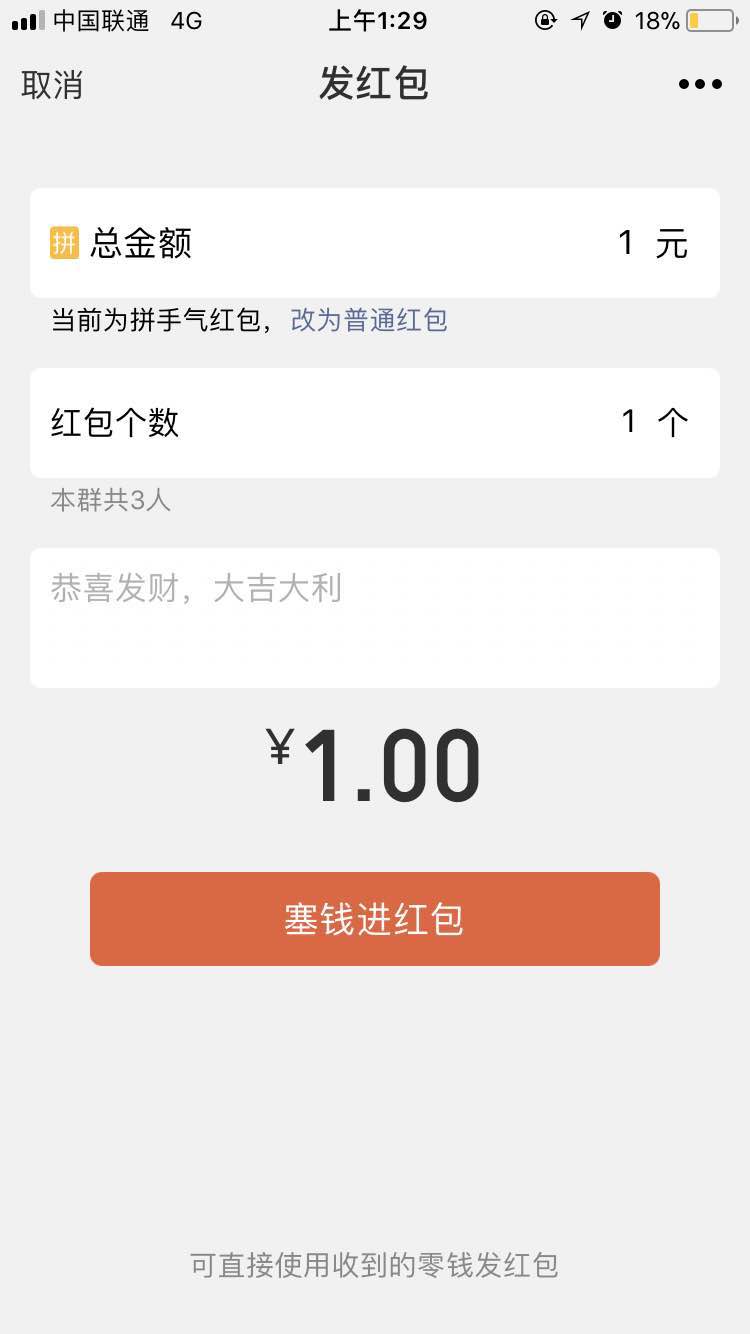 中国联通 4G 上午1:29 18%
取消 发红包
拼 总金额 1 元
当前为拼手气红包，改为普通红包
红包个数 1 个
本群共3人
恭喜发财，大吉大利
¥1.00
塞钱进红包
可直接使用收到的零钱发红包